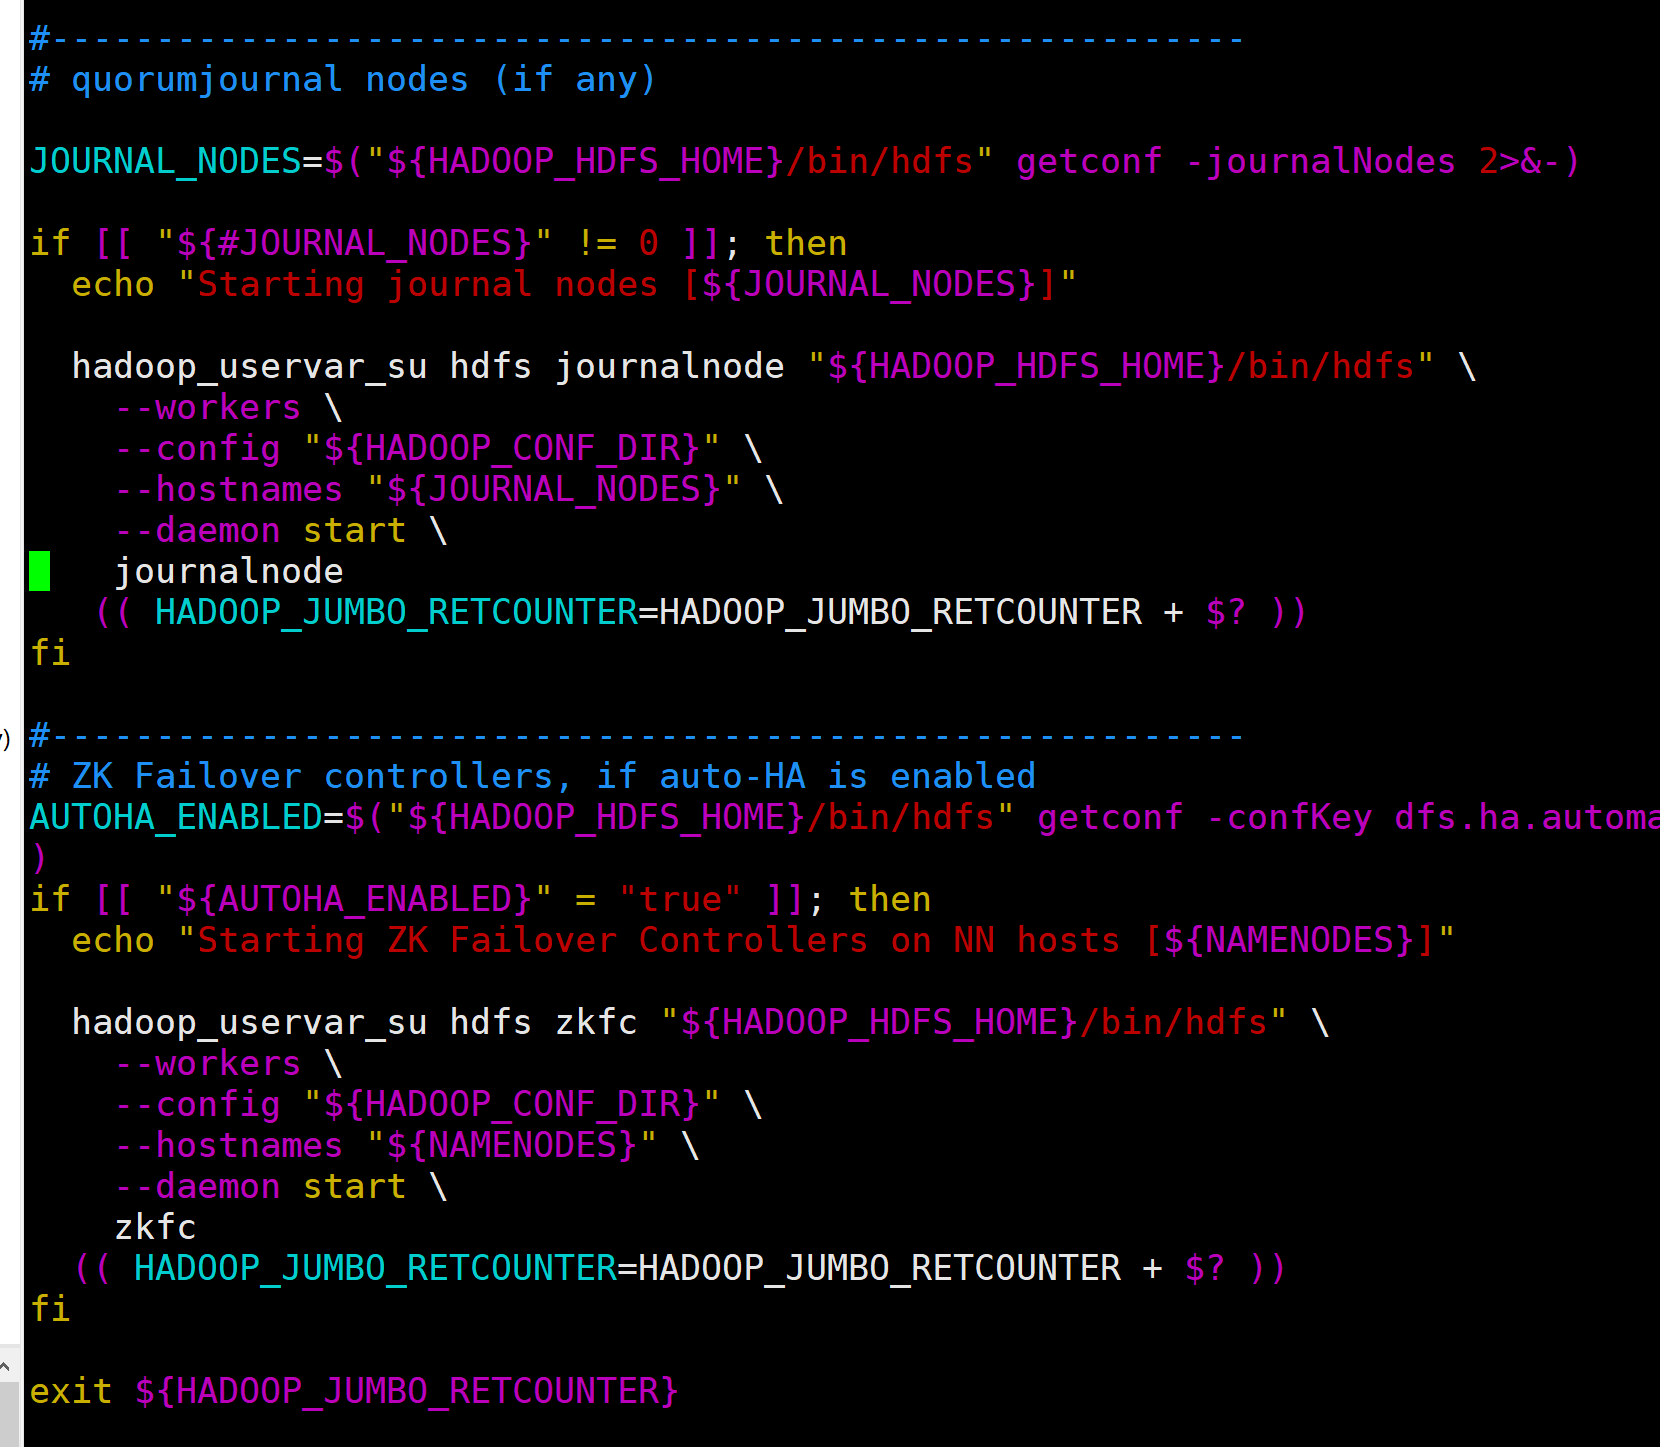 #---------------------------------------------------------
# quorumjournal nodes (if any)

JOURNAL_NODES=$("${HADOOP_HDFS_HOME}/bin/hdfs" getconf -journalNodes 2>&-)

if [[ "${#JOURNAL_NODES}" != 0 ]]; then
  echo "Starting journal nodes [${JOURNAL_NODES}]"

  hadoop_uservar_su hdfs journalnode "${HADOOP_HDFS_HOME}/bin/hdfs" \
    --workers \
    --config "${HADOOP_CONF_DIR}" \
    --hostnames "${JOURNAL_NODES}" \
    --daemon start \
    journalnode
   (( HADOOP_JUMBO_RETCOUNTER=HADOOP_JUMBO_RETCOUNTER + $? ))
fi

#---------------------------------------------------------
# ZK Failover controllers, if auto-HA is enabled
AUTOHA_ENABLED=$("${HADOOP_HDFS_HOME}/bin/hdfs" getconf -confKey dfs.ha.automa
)
if [[ "${AUTOHA_ENABLED}" = "true" ]]; then
  echo "Starting ZK Failover Controllers on NN hosts [${NAMENODES}]"

  hadoop_uservar_su hdfs zkfc "${HADOOP_HDFS_HOME}/bin/hdfs" \
    --workers \
    --config "${HADOOP_CONF_DIR}" \
    --hostnames "${NAMENODES}" \
    --daemon start \
    zkfc
  (( HADOOP_JUMBO_RETCOUNTER=HADOOP_JUMBO_RETCOUNTER + $? ))
fi

exit ${HADOOP_JUMBO_RETCOUNTER}